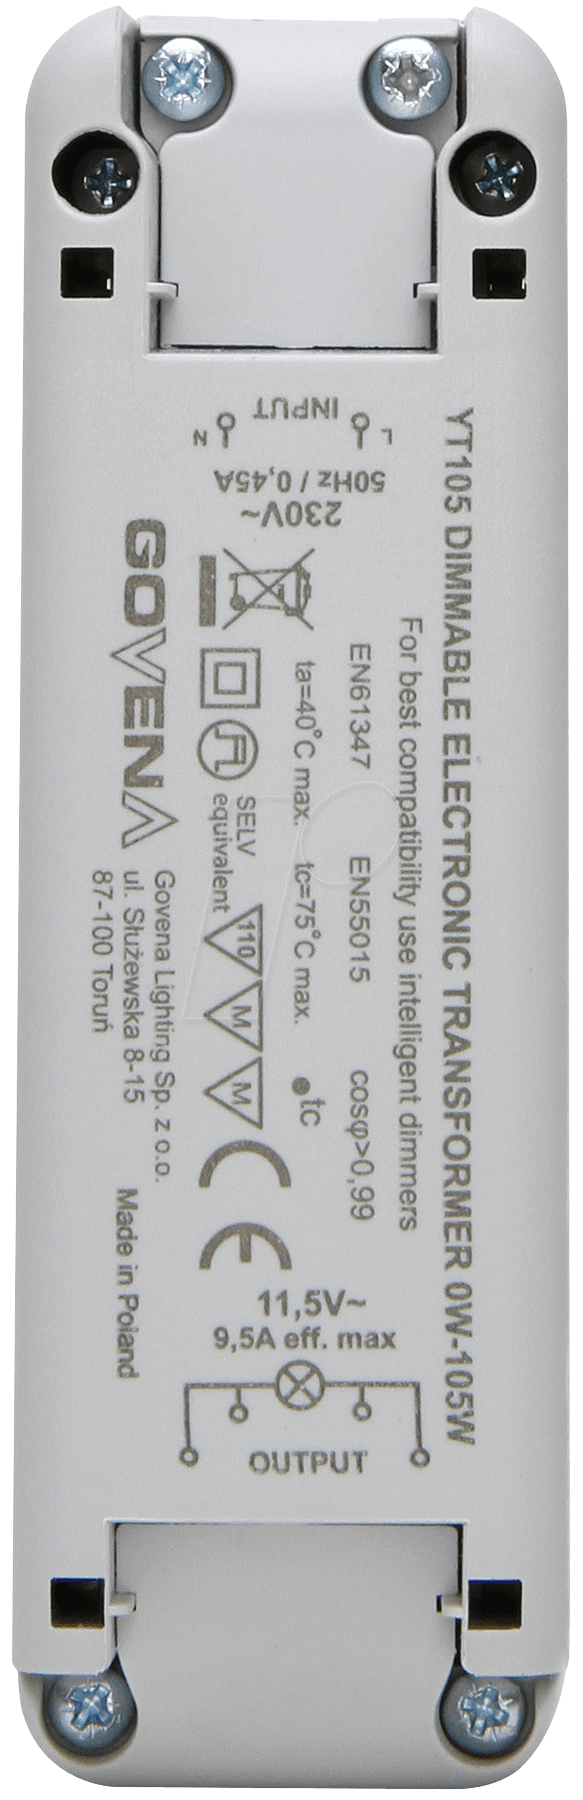 L INPUT N
230V~
50Hz / 0,45A
YT105 DIMMABLE ELECTRONIC TRANSFORMER 0W-105W
For best compatibility use intelligent dimmers
EN61347 EN55015 cosφ>0,99
ta=40°C max. tc=75°C max. tc
SELV
equivalent
110 M M
CE
GOVENA
Govena Lighting Sp. z o.o.
ul. Służewska 8-15
87-100 Toruń
Made in Poland
11,5V~
9,5A eff. max
OUTPUT